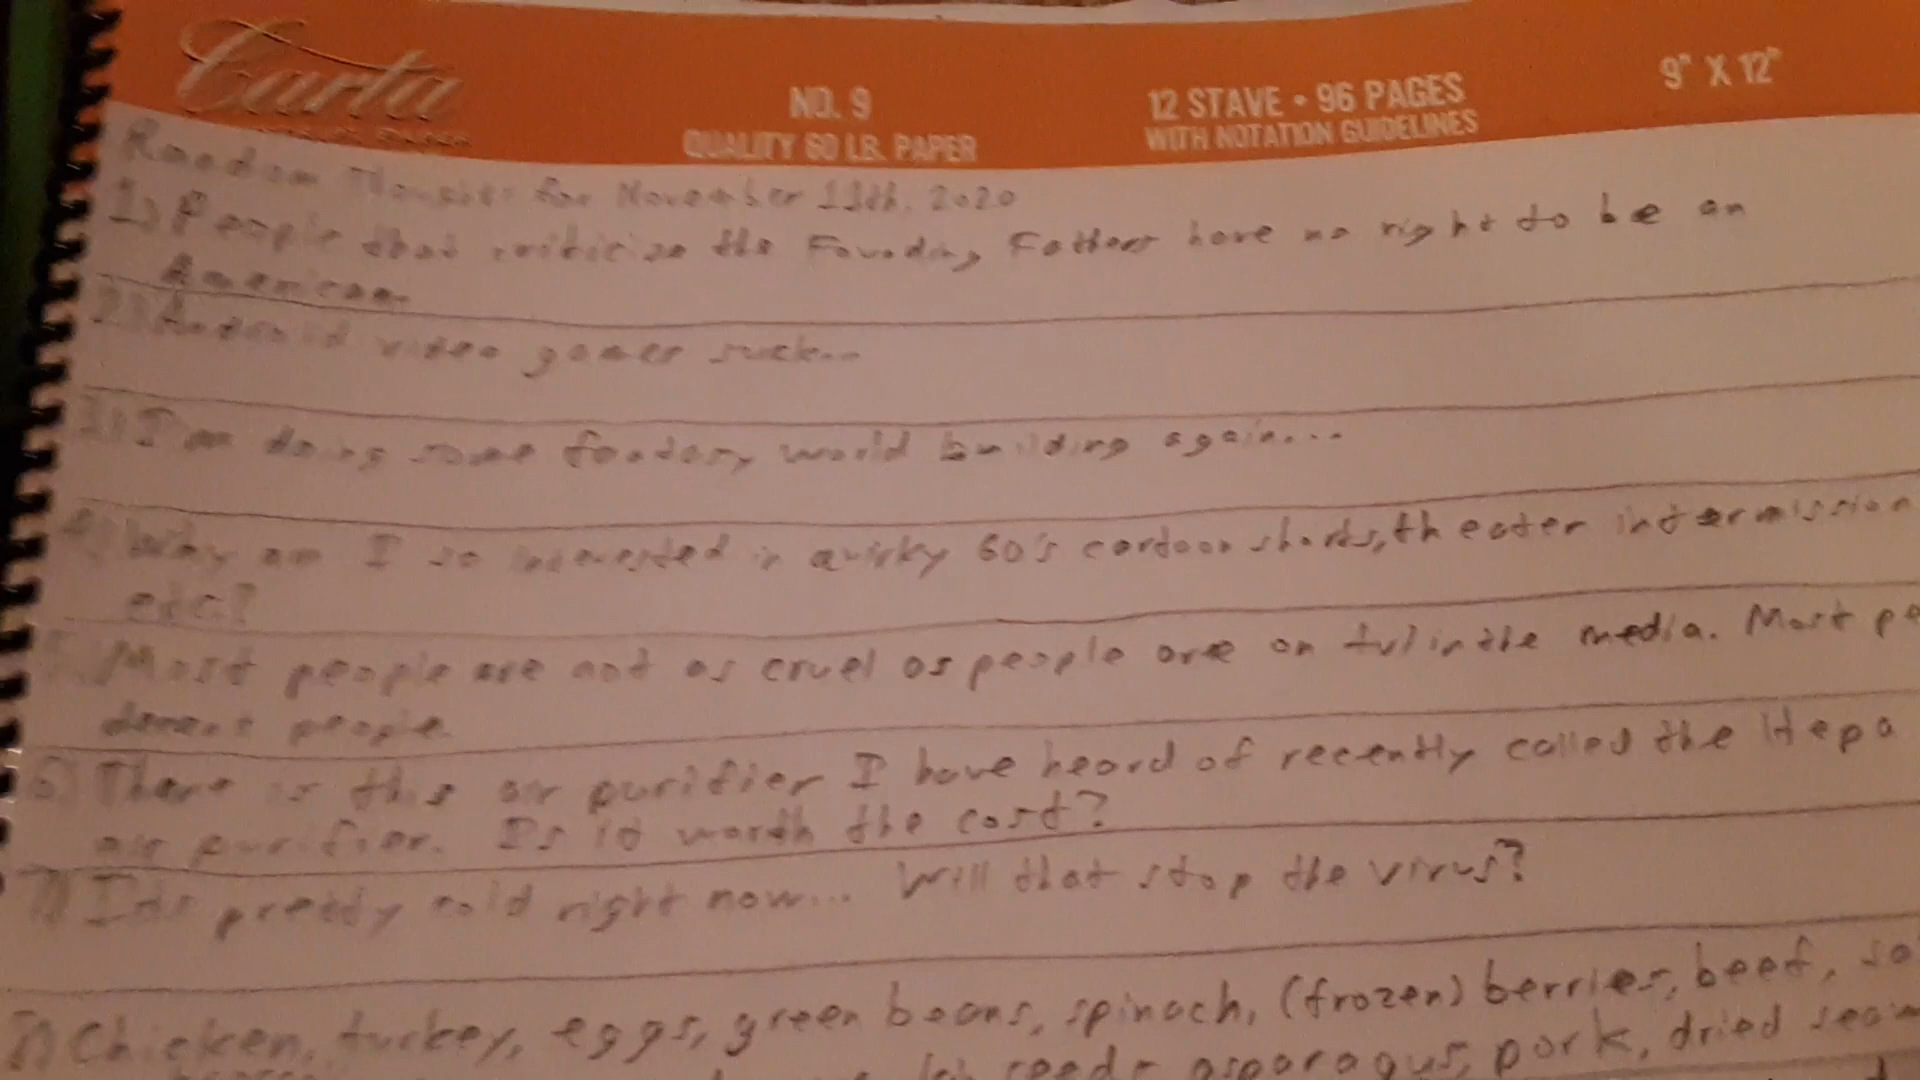 Carta
NO. 9
QUALITY 60 LB. PAPER
12 STAVE • 96 PAGES
WITH NOTATION GUIDELINES
9" X 12"
Random Thoughts for November 11th, 2020
1) People that criticize the Founding Fathers have no right to be an
American.
2) Android video games suck...
3) I'm doing some fantasy world building again...
4) Why am I so interested in quirky 60's cartoon shorts, theater intermission
etc?
5. Most people are not as cruel as people are on in the media. Most
decent people.
6) There is this air purifier I have heard of recently called the Hepa
air purifier. Is it worth the cost?
7) Its pretty cold right now... Will that stop the virus?
8) Chicken, turkey, eggs, green beans, spinach, (frozen) berries, beef,
asparagus, pork, dried